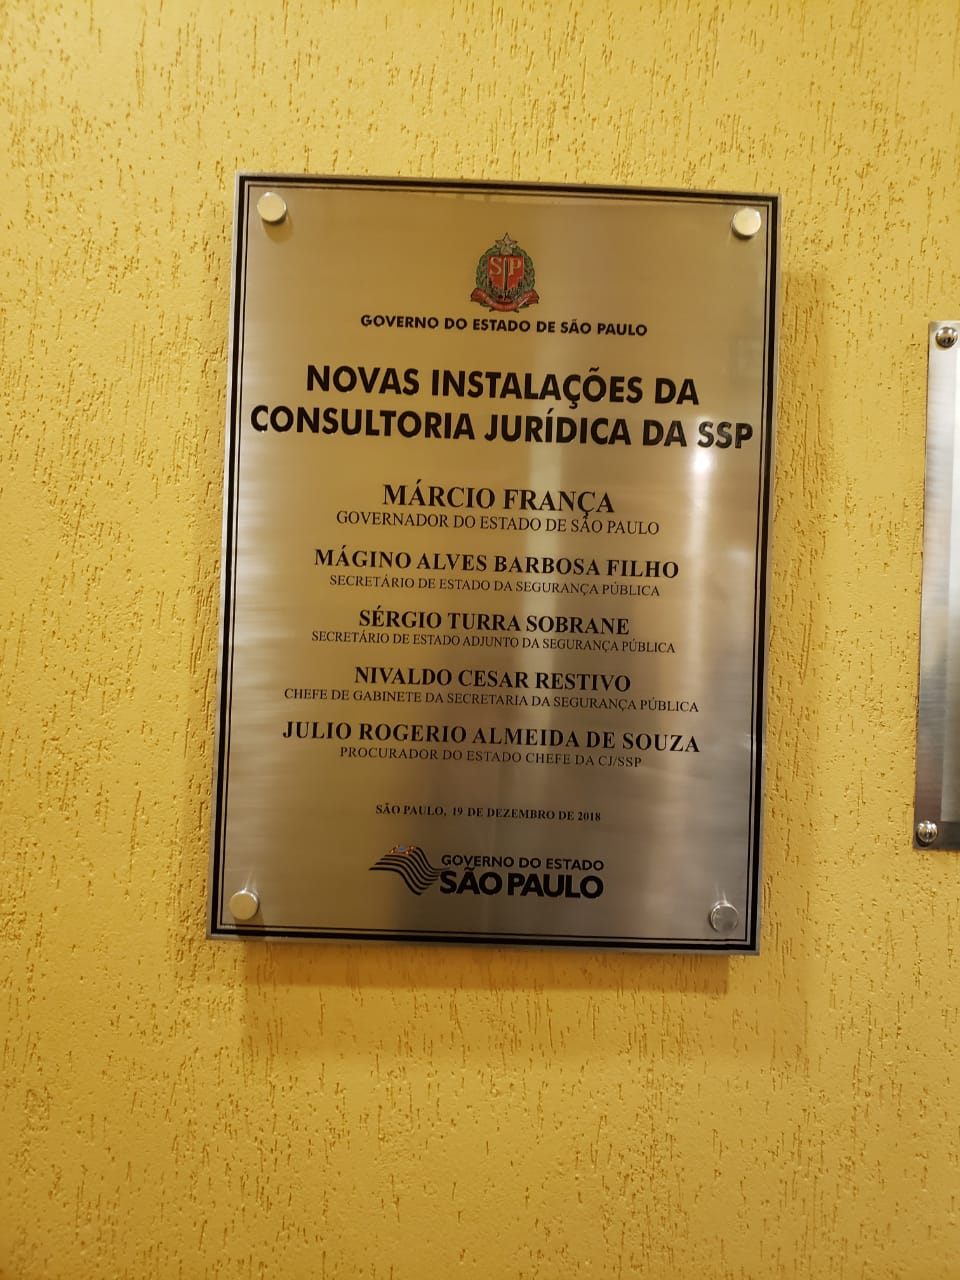 SP
GOVERNO DO ESTADO DE SÃO PAULO
NOVAS INSTALAÇÕES DA
CONSULTORIA JURÍDICA DA SSP
MÁRCIO FRANÇA
GOVERNADOR DO ESTADO DE SÃO PAULO
MÁGINO ALVES BARBOSA FILHO
SECRETÁRIO DE ESTADO DA SEGURANÇA PÚBLICA
SÉRGIO TURRA SOBRANE
SECRETÁRIO DE ESTADO ADJUNTO DA SEGURANÇA PÚBLICA
NIVALDO CESAR RESTIVO
CHEFE DE GABINETE DA SECRETARIA DA SEGURANÇA PÚBLICA
JULIO ROGERIO ALMEIDA DE SOUZA
PROCURADOR DO ESTADO CHEFE DA CJ/SSP
SÃO PAULO, 19 DE DEZEMBRO DE 2018
GOVERNO DO ESTADO
SÃO PAULO